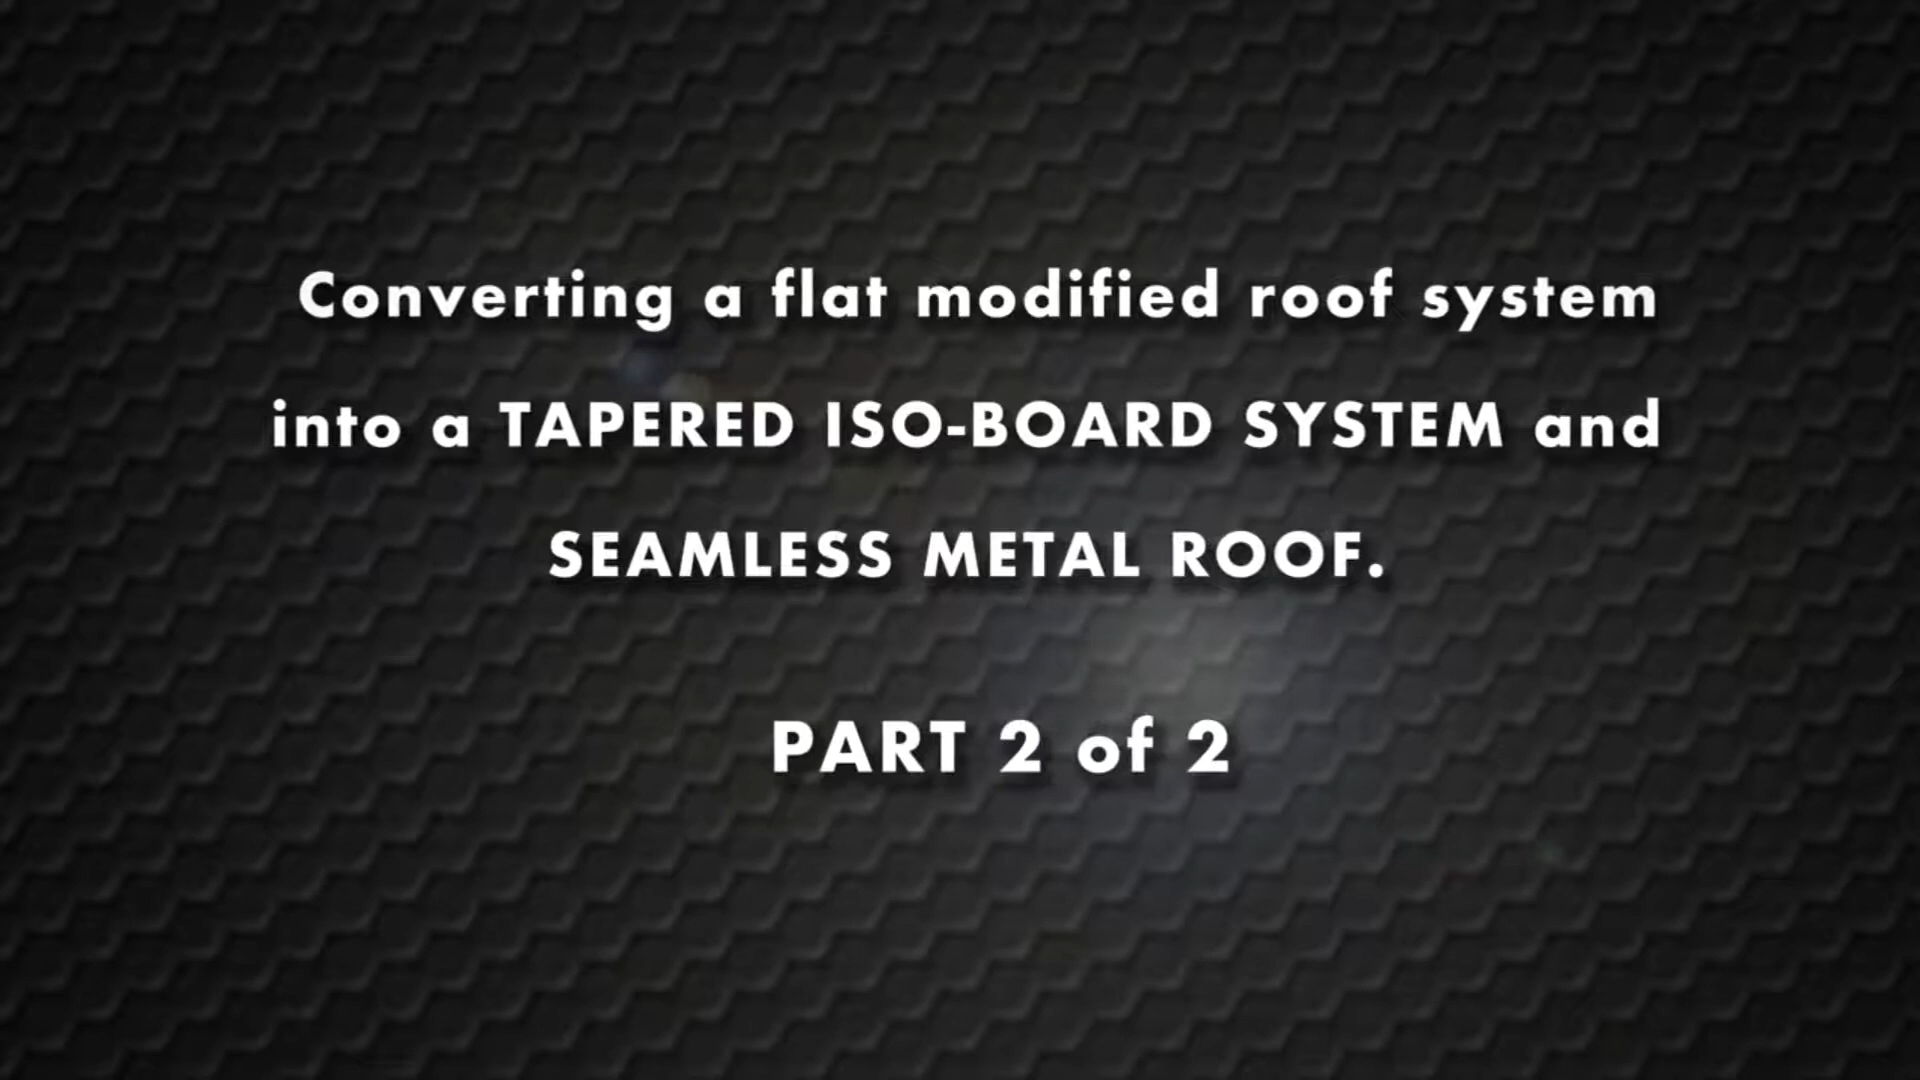 Converting a flat modified roof system
into a TAPERED ISO-BOARD SYSTEM and
SEAMLESS METAL ROOF.
PART 2 of 2